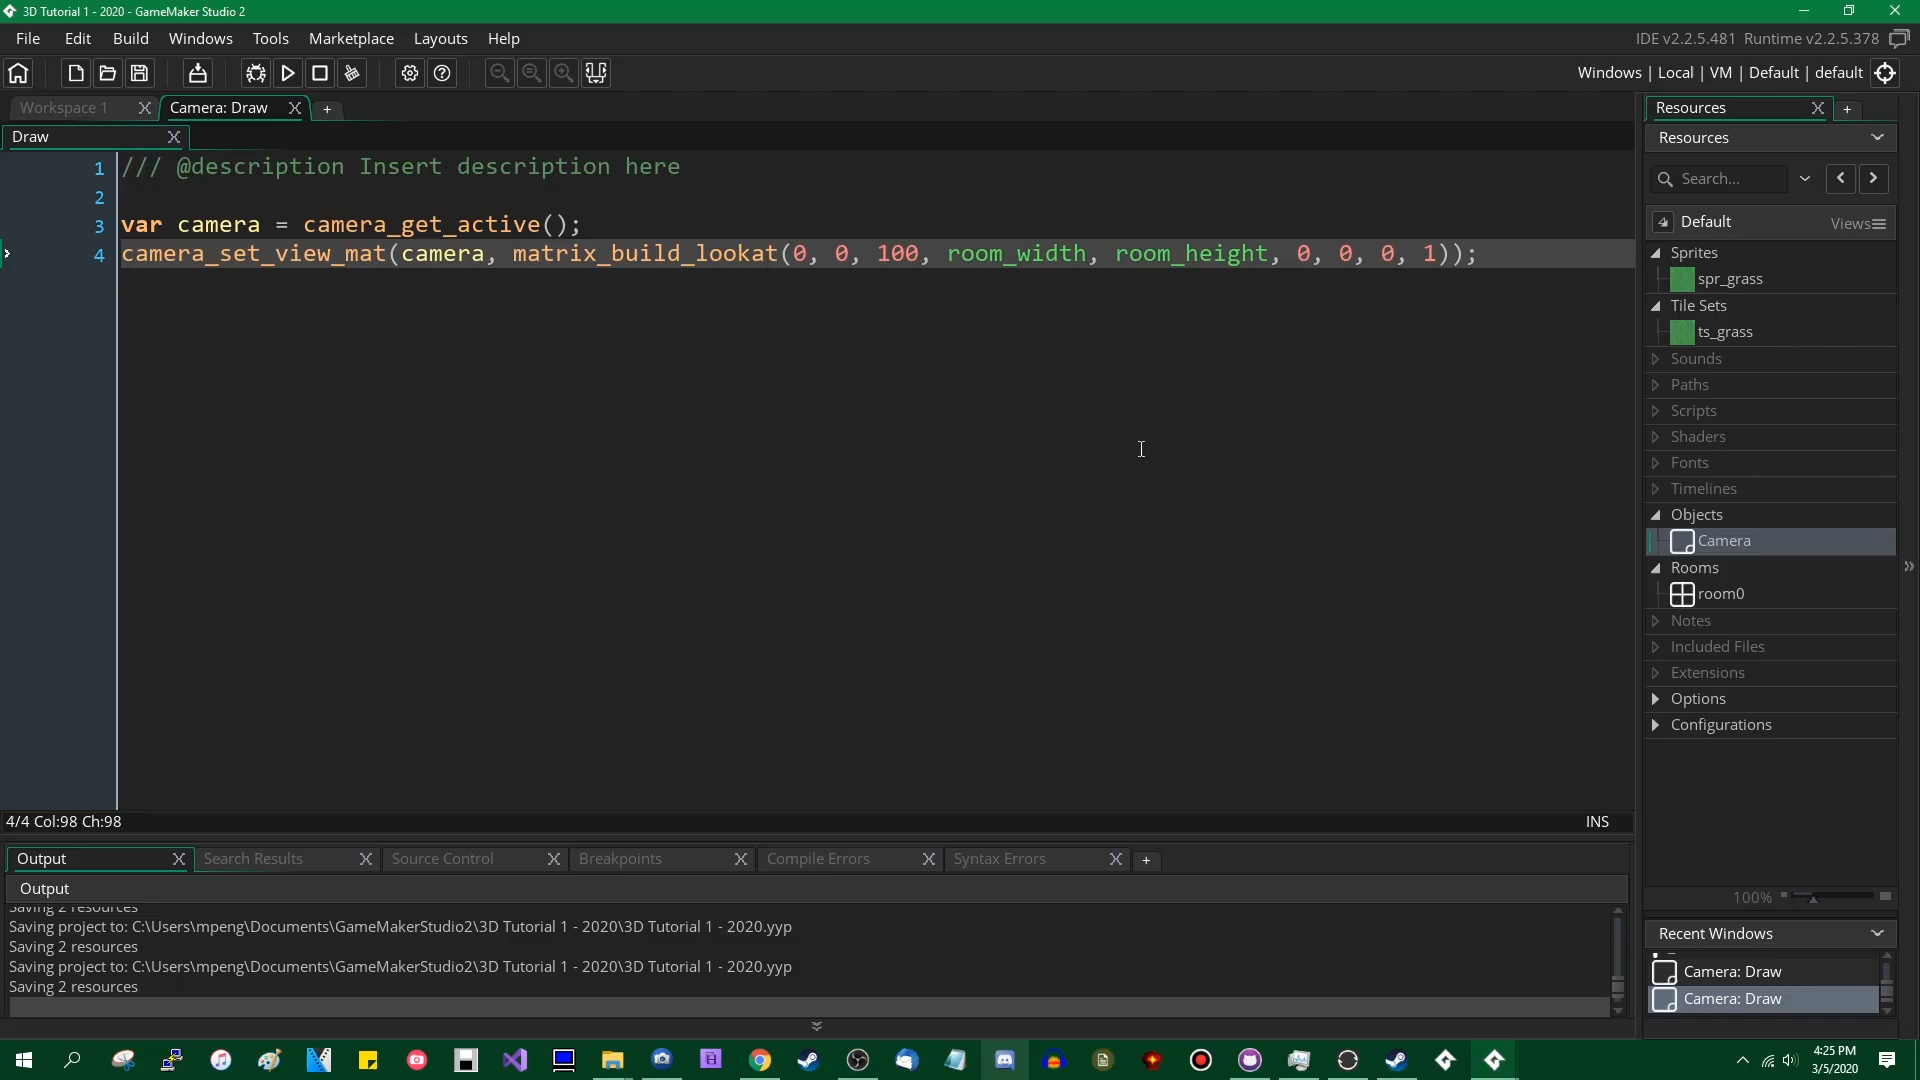 3D Tutorial 1 - 2020 - GameMaker Studio 2
File Edit Build Windows Tools Marketplace Layouts Help
IDE v2.2.5.481 Runtime v2.2.5.378
Windows | Local | VM | Default | default
Workspace 1
Camera: Draw
Draw
1 /// @description Insert description here
2
3 var camera = camera_get_active();
4 camera_set_view_mat(camera, matrix_build_lookat(0, 0, 100, room_width, room_height, 0, 0, 0, 1));
4/4 Col:98 Ch:98
INS
Output Search Results Source Control Breakpoints Compile Errors Syntax Errors
Output
Saving 2 resources
Saving project to: C:\Users\mpeng\Documents\GameMakerStudio2\3D Tutorial 1 - 2020\3D Tutorial 1 - 2020.yyp
Saving 2 resources
Saving project to: C:\Users\mpeng\Documents\GameMakerStudio2\3D Tutorial 1 - 2020\3D Tutorial 1 - 2020.yyp
Saving 2 resources
Resources
Resources
Search...
Default
Views
Sprites
spr_grass
Tile Sets
ts_grass
Sounds
Paths
Scripts
Shaders
Fonts
Timelines
Objects
Camera
Rooms
room0
Notes
Included Files
Extensions
Options
Configurations
100%
Recent Windows
Camera: Draw
Camera: Draw
4:25 PM
3/5/2020